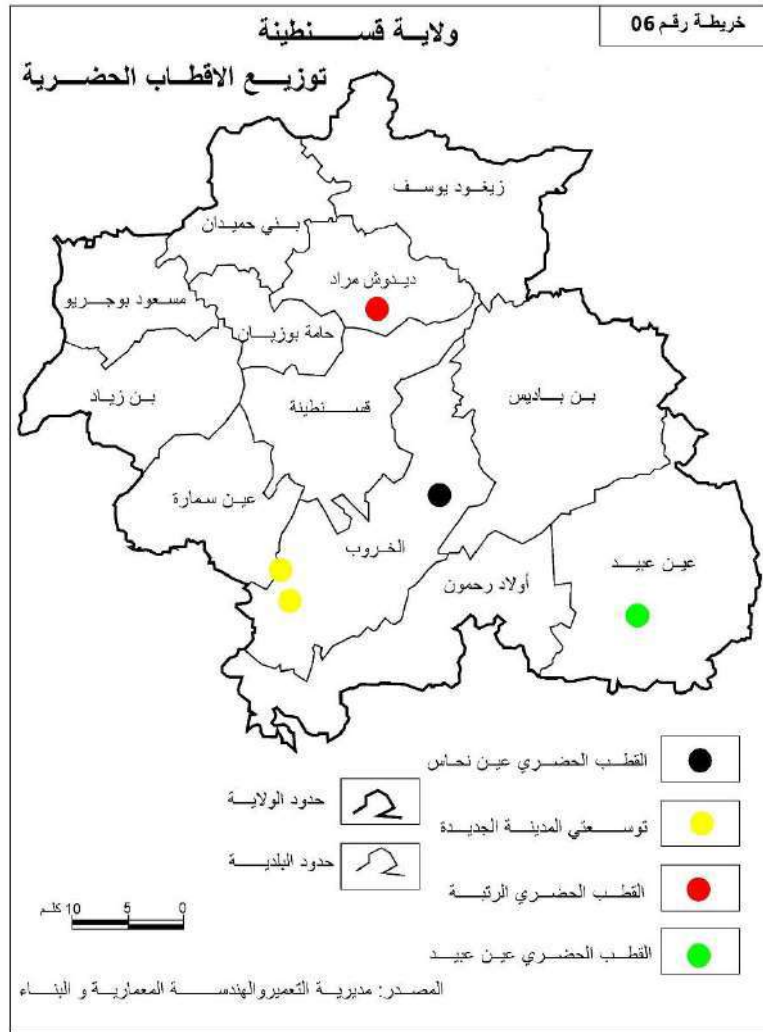 خريطة رقم 06
ولاية قسنطينة
توزيع الاقطاب الحضرية
زيغود يوسف
بني حميدان
ديدوش مراد
مسعود بوجريو
حامة بوزيان
بن زياد
قسنطينة
بن باديس
عين سمارة
الخروب
أولاد رحمون
عين عبيد
القطب الحضري عين نحاس
حدود الولاية
توسعتي المدينة الجديدة
حدود البلدية
القطب الحضري الرتبة
0 5 10 كلم
القطب الحضري عين عبيد
المصدر: مديرية التعمير والهندسة المعمارية و البناء